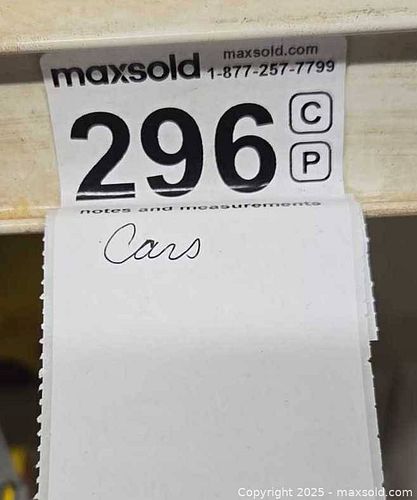 maxsold maxsold.com
1-877-257-7799
296 C
P
notes and measurements
Cars
Copyright © 2025 - maxsold.com